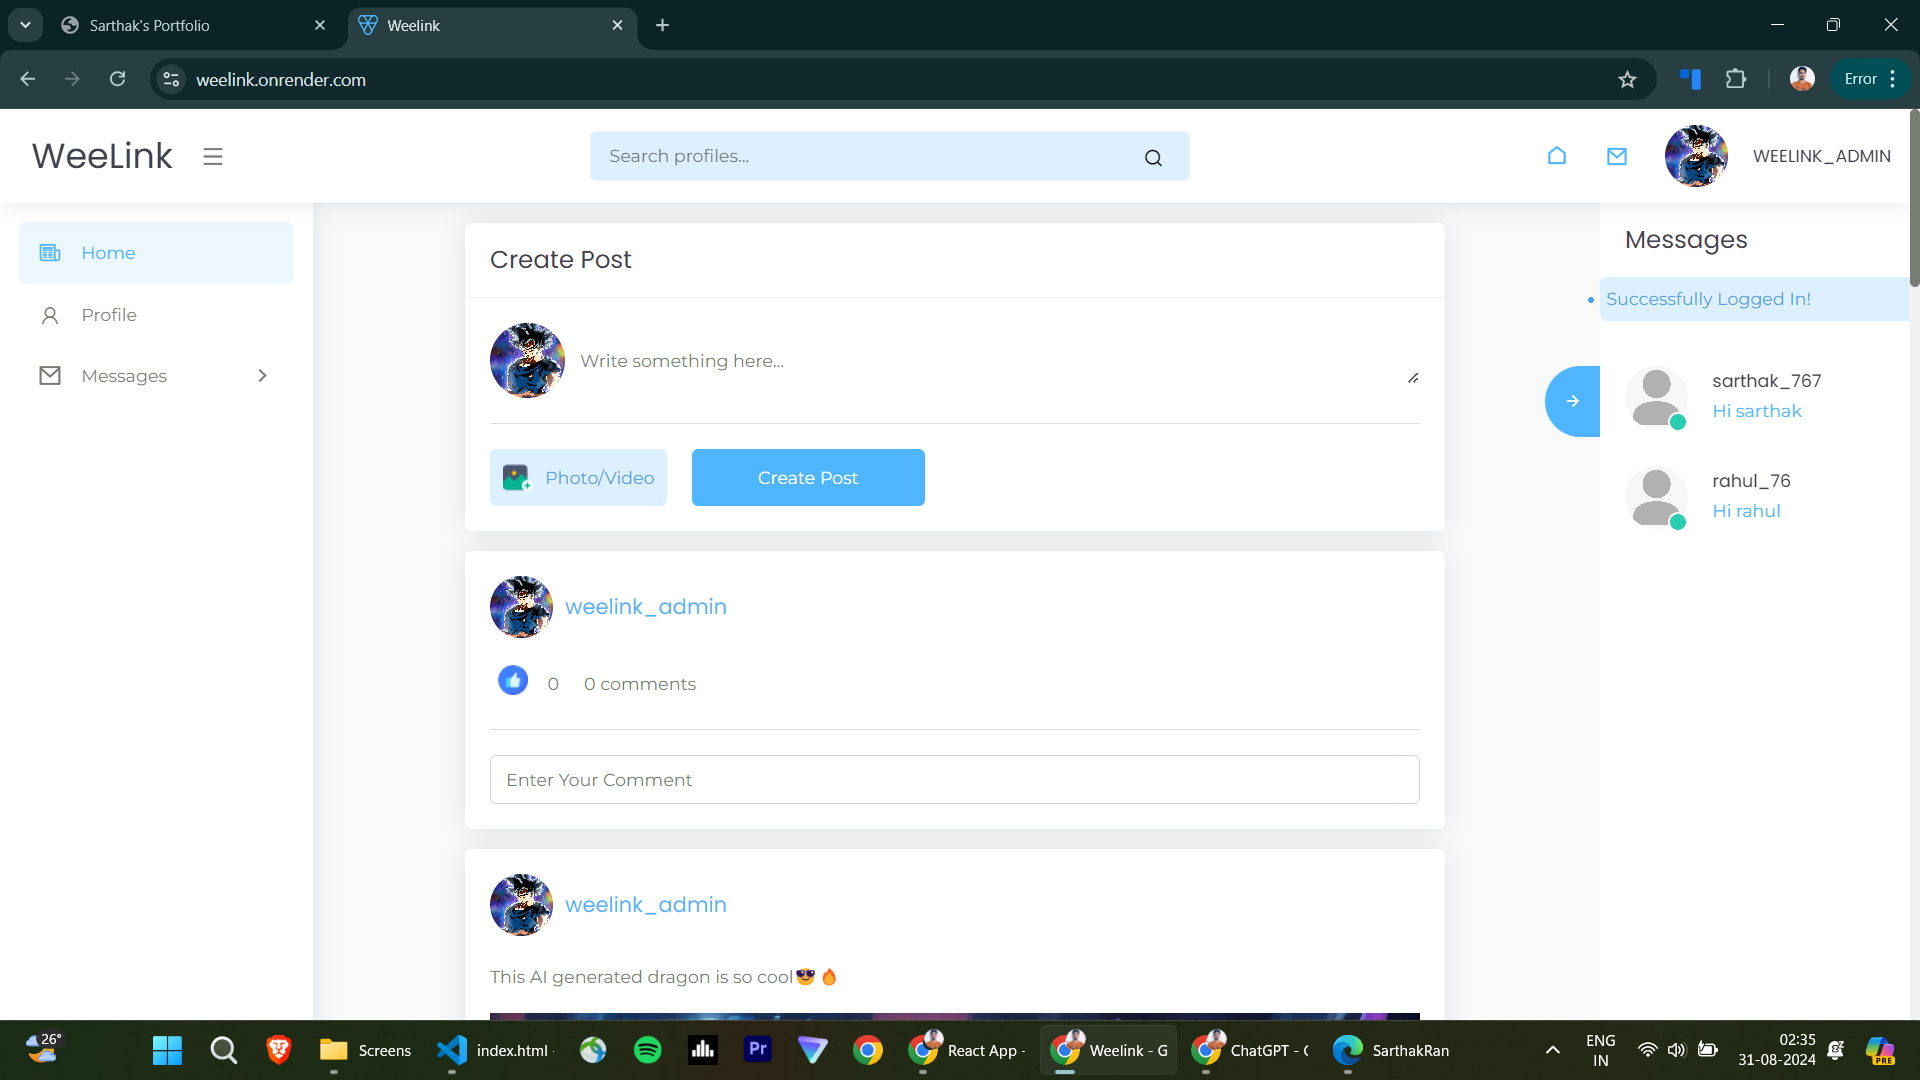 Sarthak's Portfolio
Weelink
weelink.onrender.com
Error
WeeLink
Search profiles...
WEELINK_ADMIN
Home
Profile
Messages
Create Post
Write something here...
Photo/Video
Create Post
weelink_admin
0
0 comments
Enter Your Comment
weelink_admin
This AI generated dragon is so cool😎🔥
Messages
Successfully Logged In!
sarthak_767
Hi sarthak
rahul_76
Hi rahul
26°
Screens
index.html
Pr
React App -
Weelink - G
ChatGPT - 
SarthakRan
ENG
IN
02:35
31-08-2024
PRE